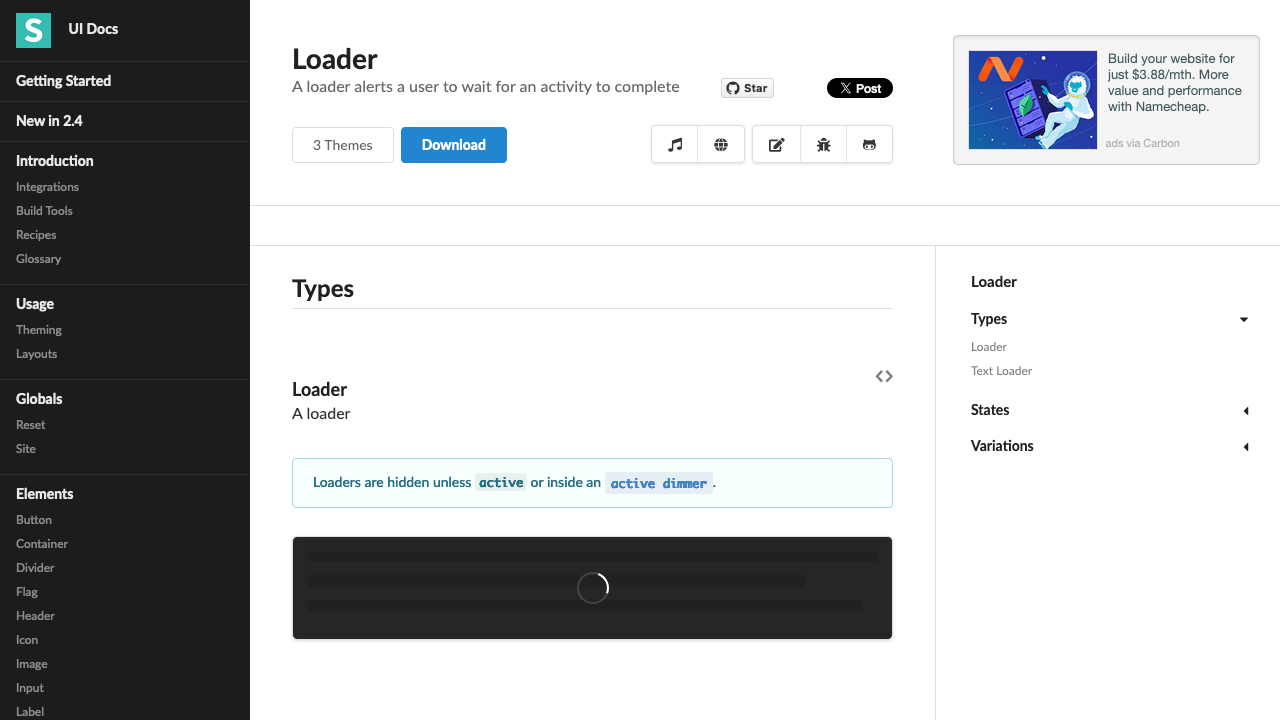 S UI Docs
Getting Started
New in 2.4
Introduction
Integrations
Build Tools
Recipes
Glossary
Usage
Theming
Layouts
Globals
Reset
Site
Elements
Button
Container
Divider
Flag
Header
Icon
Image
Input
Label
Loader
A loader alerts a user to wait for an activity to complete
Star
Post
3 Themes
Download
Build your website for
just $3.88/mth. More
value and performance
with Namecheap.
ads via Carbon
Types
Loader
A loader
Loaders are hidden unless active or inside an active dimmer.
Loader
Types
Loader
Text Loader
States
Variations